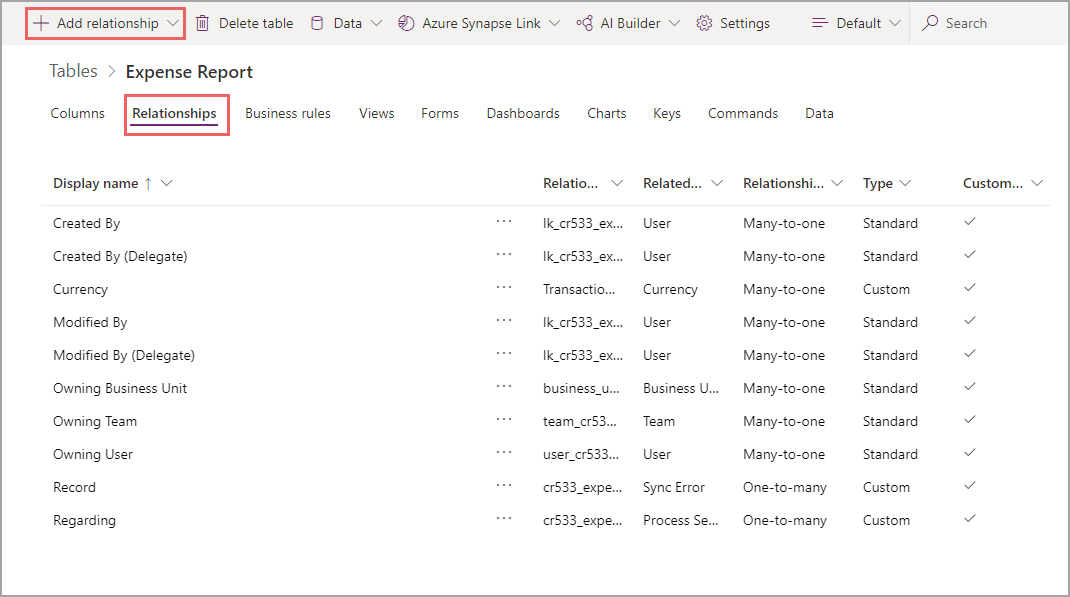 Add relationship Delete table Data Azure Synapse Link AI Builder Settings Default Search
Tables > Expense Report
Columns Relationships Business rules Views Forms Dashboards Charts Keys Commands Data
Display name ↑ Relatio... Related... Relationshi... Type Custom...
Created By ... lk_cr533_ex... User Many-to-one Standard ✓
Created By (Delegate) ... lk_cr533_ex... User Many-to-one Standard ✓
Currency ... Transactio... Currency Many-to-one Custom ✓
Modified By ... lk_cr533_ex... User Many-to-one Standard ✓
Modified By (Delegate) ... lk_cr533_ex... User Many-to-one Standard ✓
Owning Business Unit ... business_u... Business U... Many-to-one Standard ✓
Owning Team ... team_cr53... Team Many-to-one Standard ✓
Owning User ... user_cr533... User Many-to-one Standard ✓
Record ... cr533_expe... Sync Error One-to-many Custom ✓
Regarding ... cr533_expe... Process Se... One-to-many Custom ✓